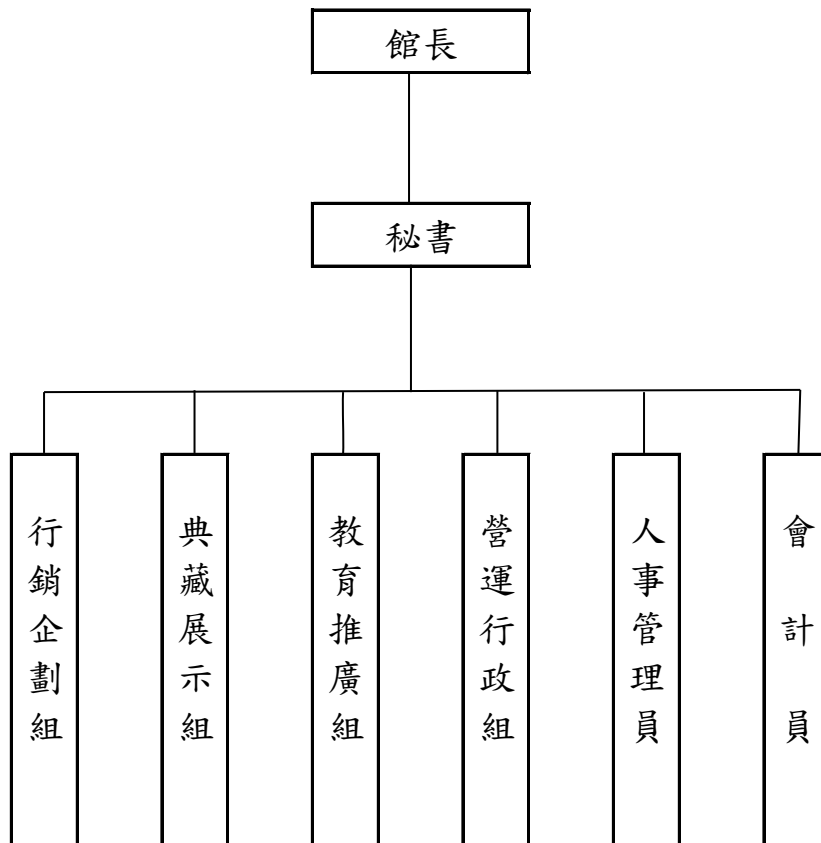 館長
秘書
行銷企劃組
典藏展示組
教育推廣組
營運行政組
人事管理員
會計員